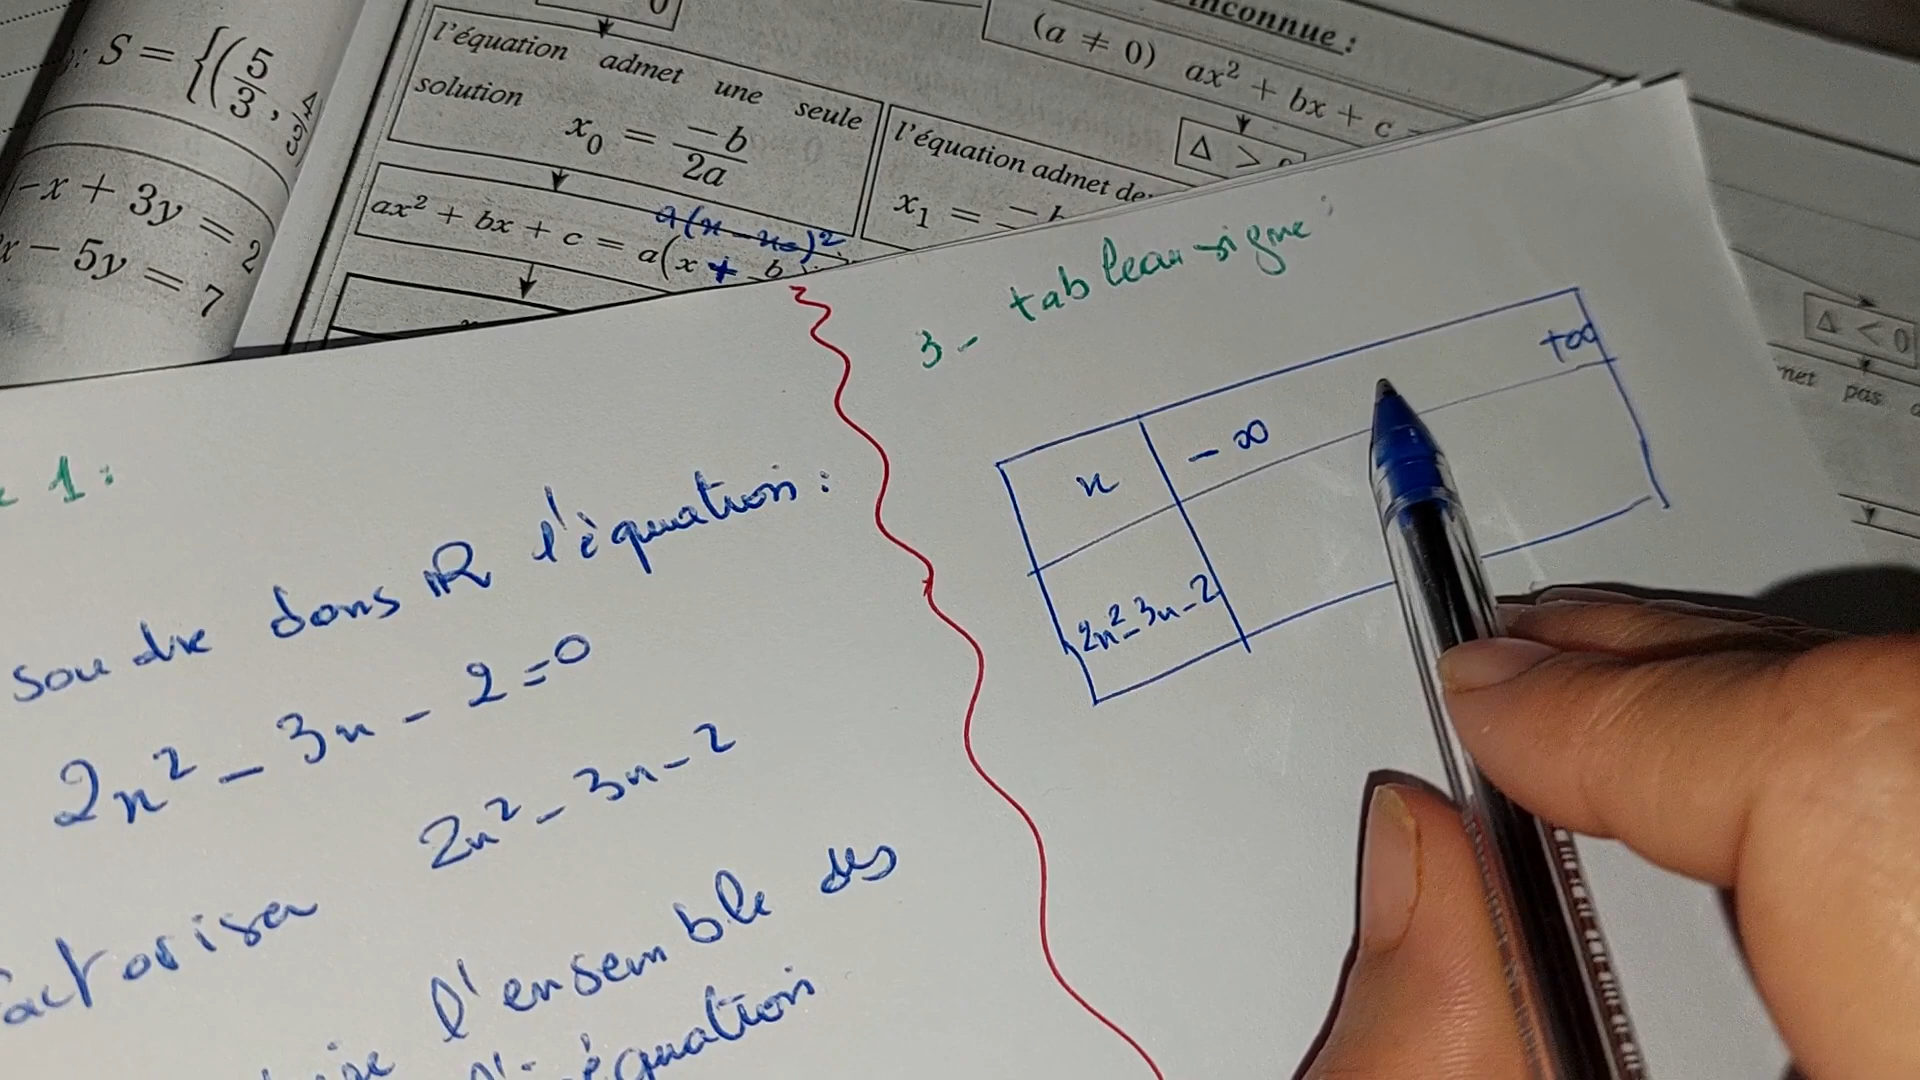 S = {(5/3,
-x + 3y = 2
x - 5y = 7
0
l'équation admet une seule
solution
x₀ = -b/2a
ax² + bx + c = a(x + b
a(x - x₀)²
inconnue :
(a ≠ 0) ax² + bx + c =
Δ >
l'équation admet de
x₁ = -b
Δ < 0
pas
1:
soudre dans ℝ l'équation:
2x² - 3x - 2 = 0
factoriser 2x² - 3x - 2
l'ensemble des
équation
3- tableau signe
x -∞ +∞
2x² - 3x - 2